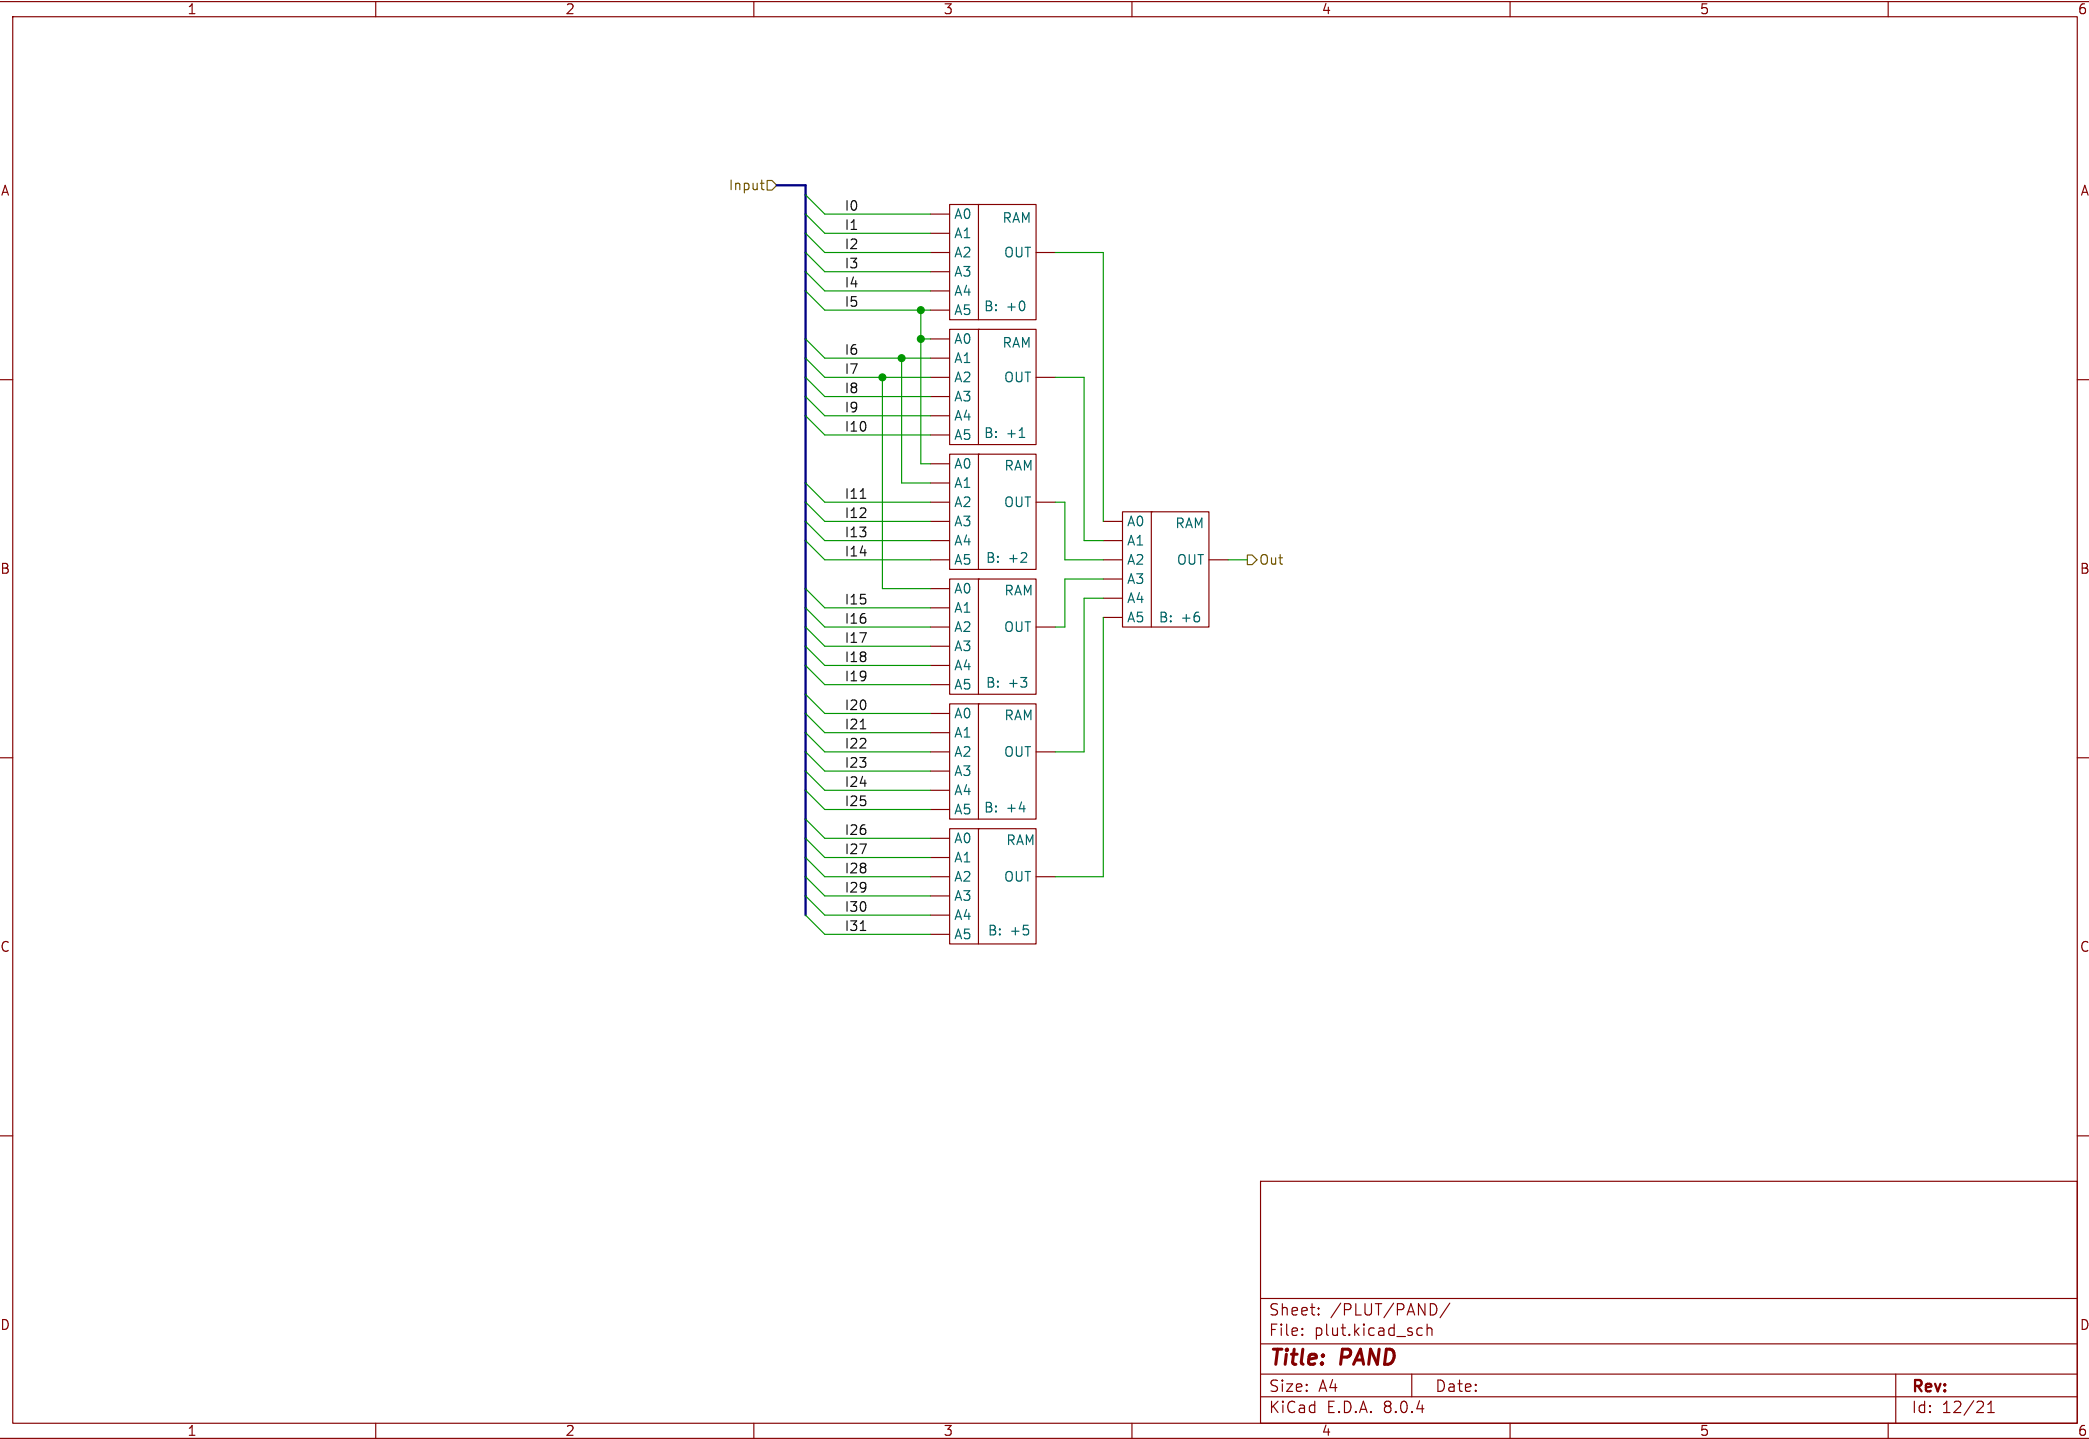 1 2 3 4 5 6
A A
Input
I0 A0 RAM
I1 A1
I2 A2 OUT
I3 A3
I4 A4
I5 A5 B: +0
A0 RAM
I6 A1
I7 A2 OUT
I8 A3
I9 A4
I10 A5 B: +1
A0 RAM
A1
I11 A2 OUT
I12 A3
I13 A4
I14 A5 B: +2
A0 RAM
I15 A1
I16 A2 OUT
I17 A3
I18 A4
I19 A5 B: +3
I20 A0 RAM
I21 A1
I22 A2 OUT
I23 A3
I24 A4
I25 A5 B: +4
I26 A0 RAM
I27 A1
I28 A2 OUT
I29 A3
I30 A4
I31 A5 B: +5
A0 RAM
A1
A2 OUT Out
A3
A4
A5 B: +6
B B
C C
D D
Sheet: /PLUT/PAND/
File: plut.kicad_sch
Title: PAND
Size: A4 Date: Rev:
KiCad E.D.A. 8.0.4 Id: 12/21
1 2 3 4 5 6